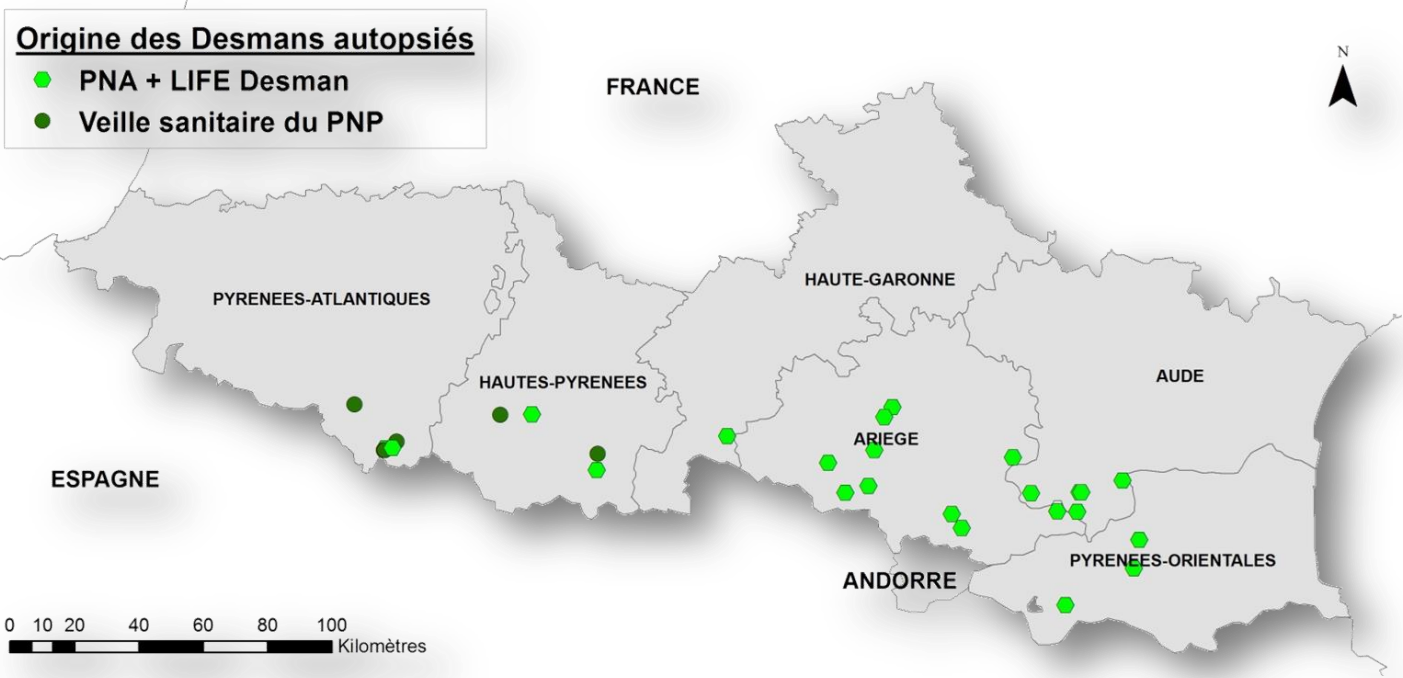 Origine des Desmans autopsiés
PNA + LIFE Desman
Veille sanitaire du PNP
FRANCE
N
HAUTE-GARONNE
PYRENEES-ATLANTIQUES
HAUTES-PYRENEES
AUDE
ARIEGE
ESPAGNE
PYRENEES-ORIENTALES
ANDORRE
0 10 20 40 60 80 100
Kilomètres